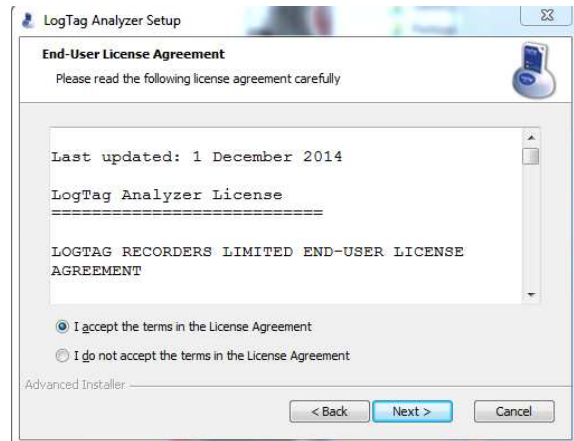 LogTag Analyzer Setup
End-User License Agreement
Please read the following license agreement carefully
Last updated: 1 December 2014
LogTag Analyzer License
===========================
LOGTAG RECORDERS LIMITED END-USER LICENSE
AGREEMENT
I accept the terms in the License Agreement
I do not accept the terms in the License Agreement
Advanced Installer
< Back Next > Cancel